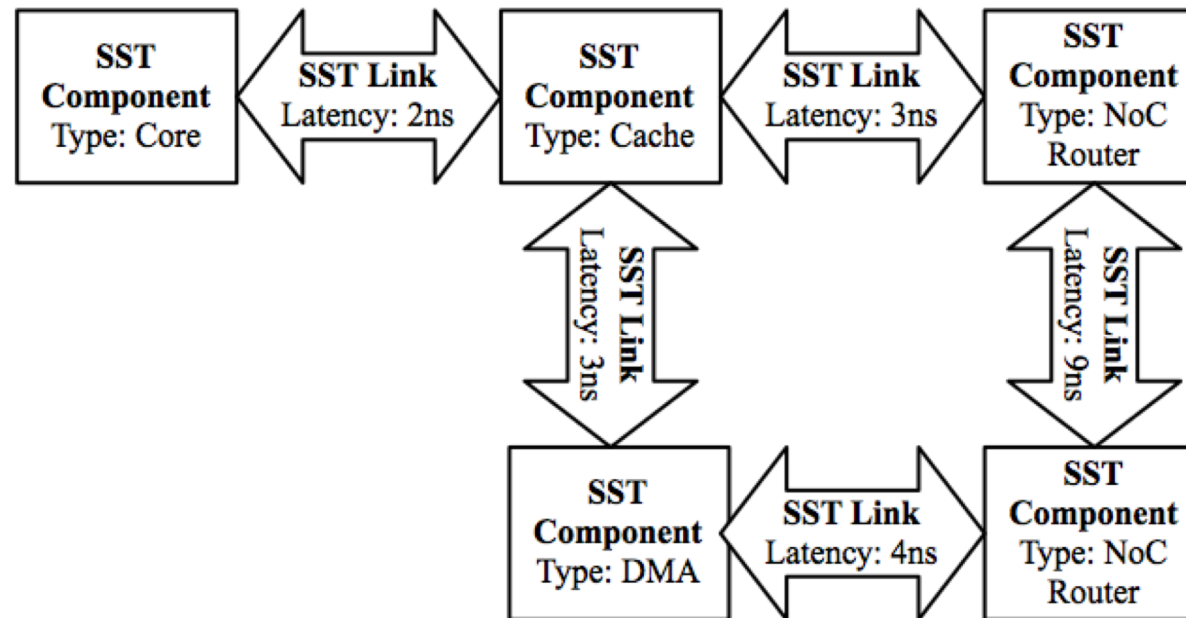 SST
Component
Type: Core
SST Link
Latency: 2ns
SST
Component
Type: Cache
SST Link
Latency: 3ns
SST
Component
Type: NoC
Router
SST Link
Latency: 3ns
SST Link
Latency: 9ns
SST
Component
Type: DMA
SST Link
Latency: 4ns
SST
Component
Type: NoC
Router